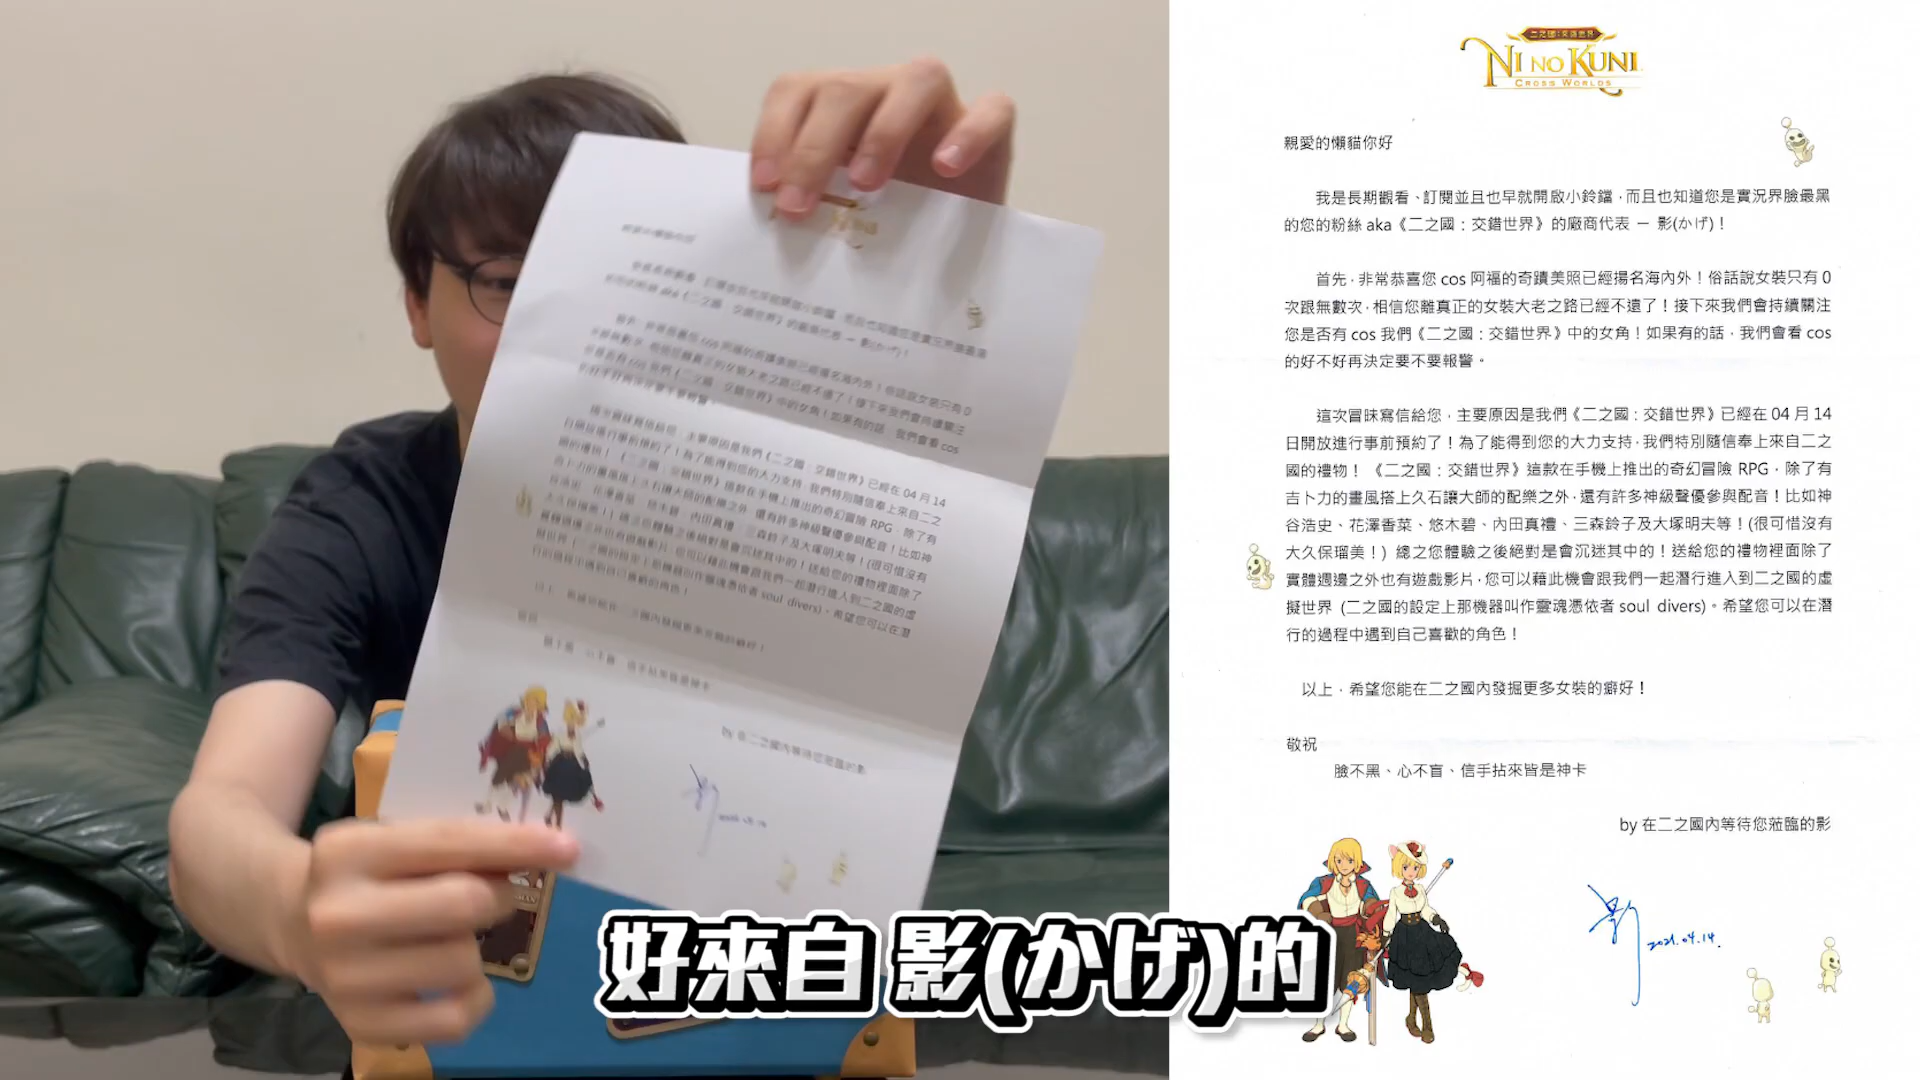 二之國:交錯世界
NI NO KUNI
CROSS WORLDS
親愛的懶貓你好
我是長期觀看、訂閱並且也早就開啟小鈴鐺，而且也知道您是實況界臉最黑
的您的粉絲 aka《二之國：交錯世界》的廠商代表 － 影(かげ)！
首先，非常恭喜您 cos 阿福的奇蹟美照已經揚名海內外！俗話說女裝只有 0
次跟無數次，相信您離真正的女裝大老之路已經不遠了！接下來我們會持續關注
您是否有 cos 我們《二之國：交錯世界》中的女角！如果有的話，我們會看 cos
的好不好再決定要不要報警。
這次冒昧寫信給您，主要原因是我們《二之國：交錯世界》已經在 04 月 14
日開放進行事前預約了！為了能得到您的大力支持，我們特別隨信奉上來自二之
國的禮物！ 《二之國：交錯世界》這款在手機上推出的奇幻冒險 RPG，除了有
吉卜力的畫風搭上久石讓大師的配樂之外，還有許多神級聲優參與配音！比如神
谷浩史、花澤香菜、悠木碧、內田真禮、三森鈴子及大塚明夫等！(很可惜沒有
大久保瑠美！) 總之您體驗之後絕對是會沉迷其中的！送給您的禮物裡面除了
實體週邊之外也有遊戲影片，您可以藉此機會跟我們一起潛行進入到二之國的虛
擬世界 (二之國的設定上那機器叫作靈魂憑依者 soul divers)。希望您可以在潛
行的過程中遇到自己喜歡的角色！
以上，希望您能在二之國內發掘更多女裝的癖好！
敬祝
臉不黑、心不盲、信手拈來皆是神卡
by 在二之國內等待您蒞臨的影
影 2021.04.14.
好來自 影(かげ)的